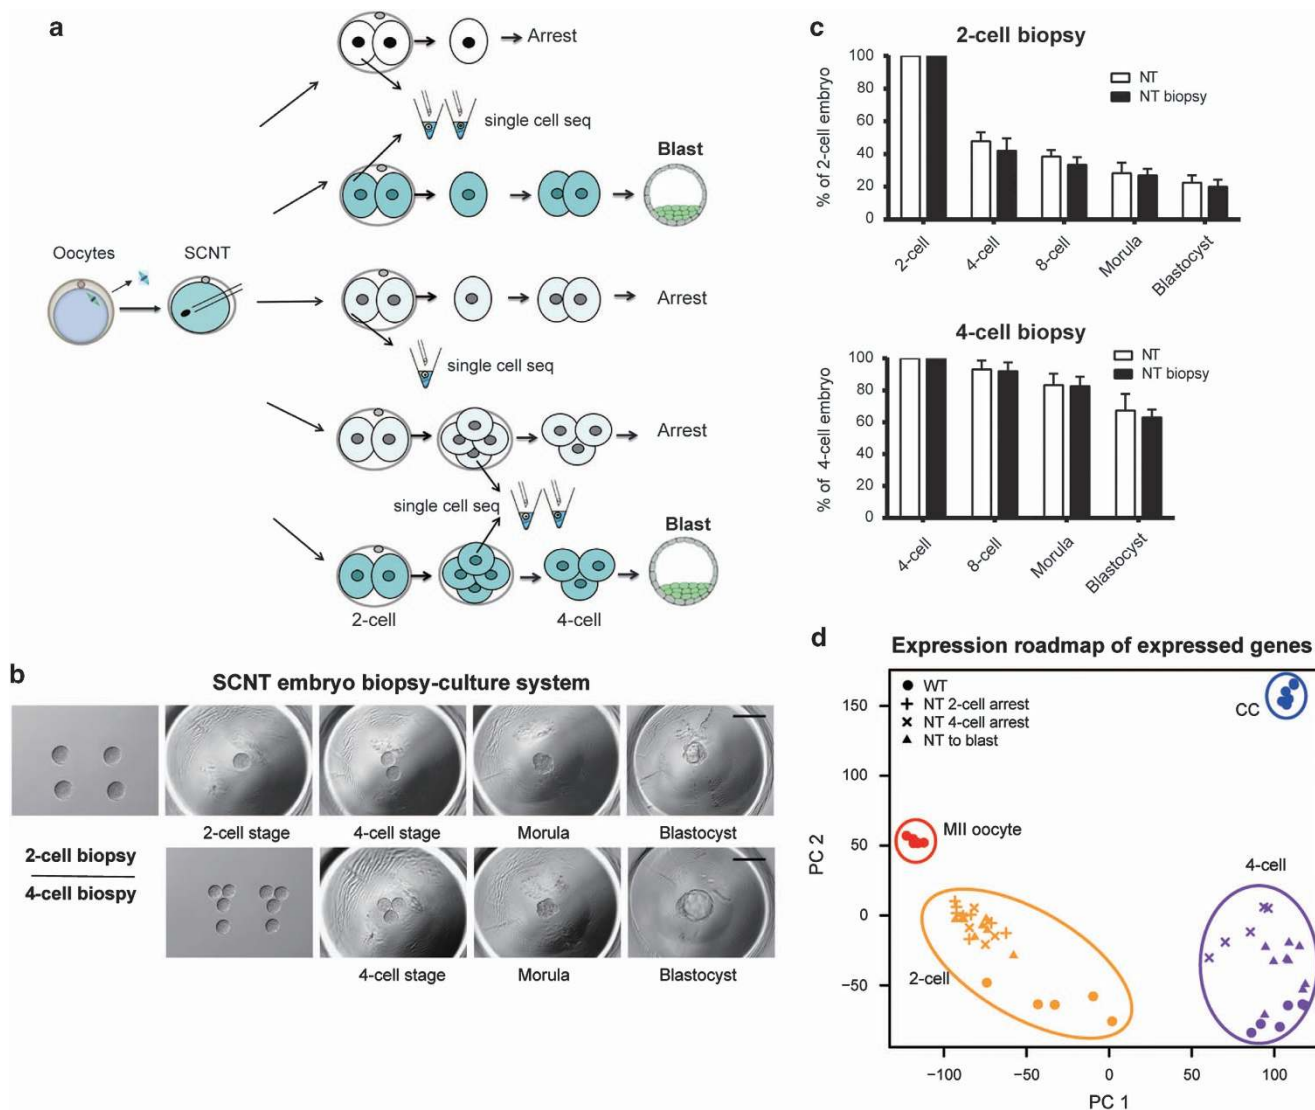 a
Arrest
single cell seq
Blast
Oocytes
SCNT
Arrest
single cell seq
Arrest
single cell seq
Blast
2-cell
4-cell
b
SCNT embryo biopsy-culture system
2-cell stage
4-cell stage
Morula
Blastocyst
2-cell biopsy
4-cell biospy
4-cell stage
Morula
Blastocyst
c
2-cell biopsy
NT
NT biopsy
% of 2-cell embryo
100
80
60
40
20
0
2-cell
4-cell
8-cell
Morula
Blastocyst
4-cell biopsy
NT
NT biopsy
% of 4-cell embryo
100
80
60
40
20
0
4-cell
8-cell
Morula
Blastocyst
d
Expression roadmap of expressed genes
WT
NT 2-cell arrest
NT 4-cell arrest
NT to blast
CC
MII oocyte
4-cell
2-cell
PC 2
150
100
50
0
−50
−100
−50
0
50
100
PC 1